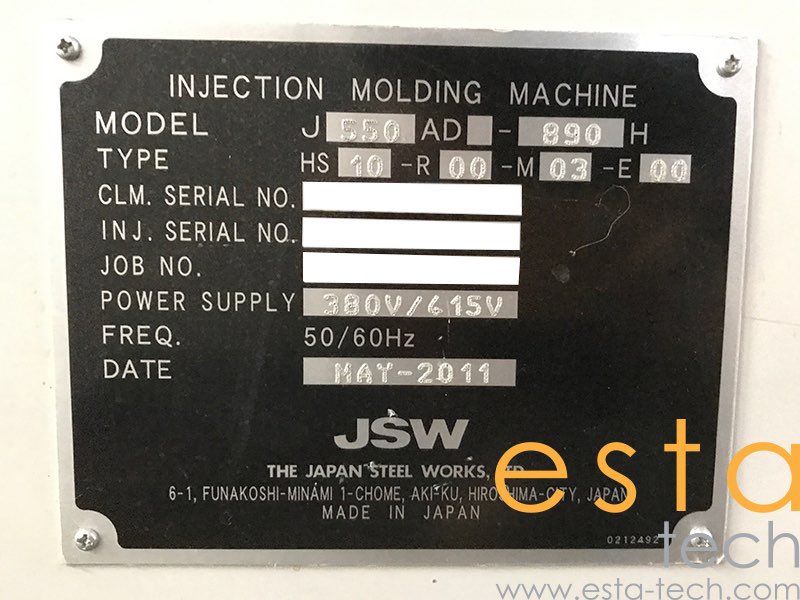 INJECTION MOLDING MACHINE
MODEL J 550 AD - 890 H
TYPE HS 10 -R 00 -M 03 -E 00
CLM. SERIAL NO.
INJ. SERIAL NO.
JOB NO.
POWER SUPPLY 380V/415V
FREQ. 50/60Hz
DATE MAY-2011
JSW
THE JAPAN STEEL WORKS, LTD.
6-1, FUNAKOSHI-MINAMI 1-CHOME, AKI-KU, HIROSHIMA-CITY, JAPAN
MADE IN JAPAN
0212492
esta
tech
www.esta-tech.com